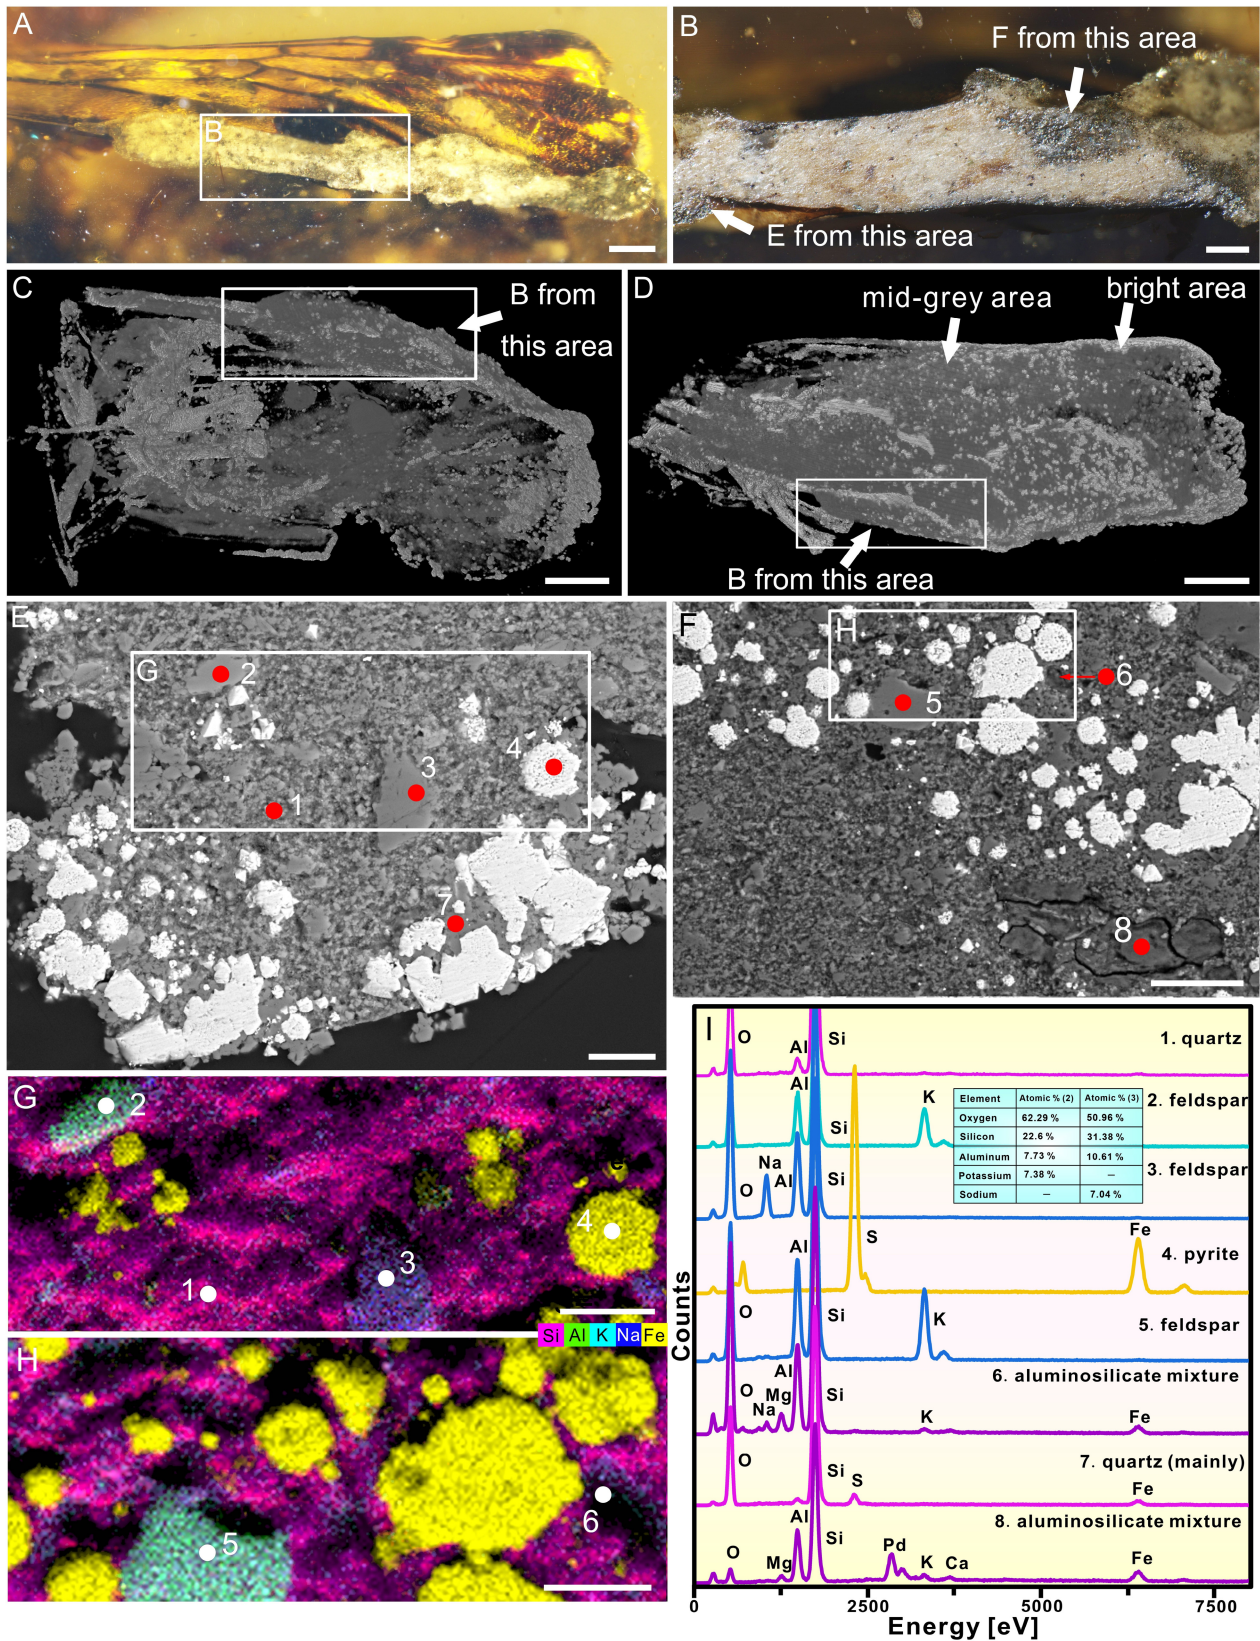 A
B
B
F from this area
E from this area
C
B from
this area
D
mid-grey area
bright area
B from this area
E
G
2
3
4
1
7
F
H
5
6
8
G
2
4
3
1
Si Al K Na Fe
H
5
6
I
O
Al
Si
1. quartz
Al
Si
K
2. feldspar
Element Atomic % (2) Atomic % (3)
Oxygen 62.29 % 50.96 %
Silicon 22.6 % 31.38 %
Aluminum 7.73 % 10.61 %
Potassium 7.38 % —
Sodium — 7.04 %
O
Na
Al
Si
3. feldspar
S
Fe
4. pyrite
O
Al
Si
K
5. feldspar
O
Na
Mg
Al
Si
K
Fe
6. aluminosilicate mixture
O
Si
S
Fe
7. quartz (mainly)
O
Mg
Al
Si
Pd
K
Ca
Fe
8. aluminosilicate mixture
Counts
0 2500 5000 7500
Energy [eV]